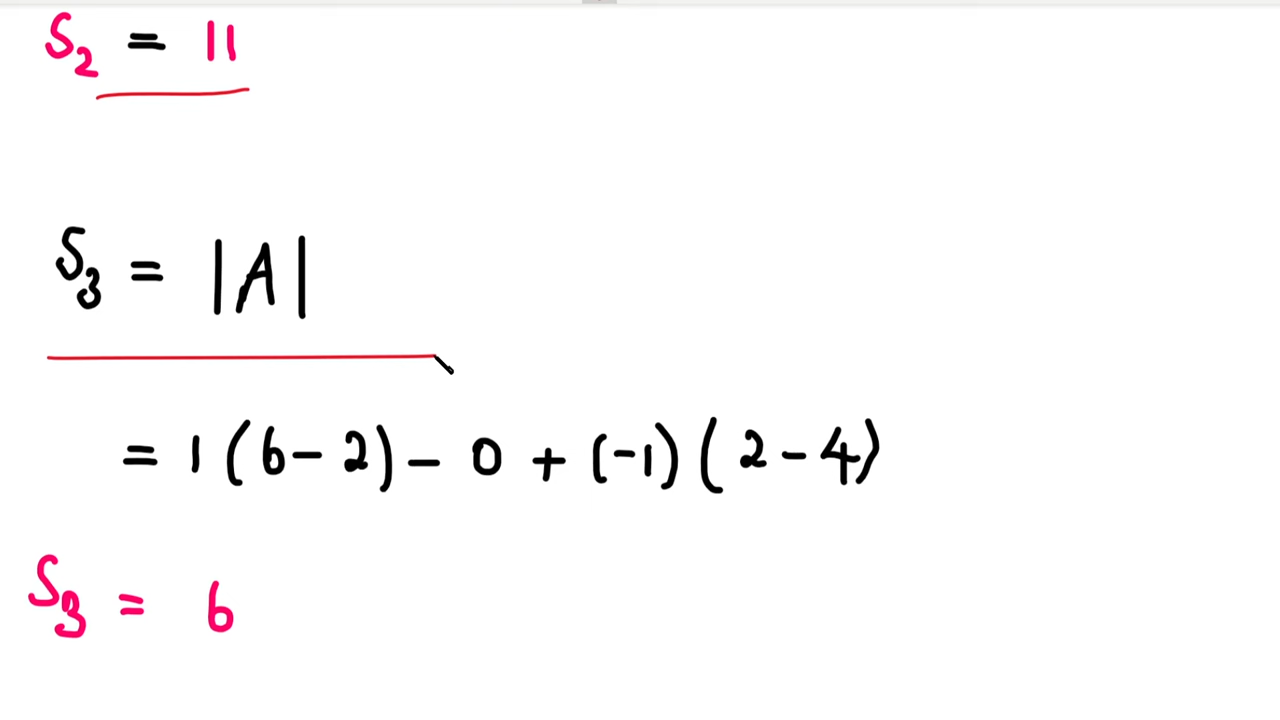 S₂ = 11
S₃ = |A|
= 1 (6 - 2) - 0 + (-1) (2 - 4)
S₃ = 6